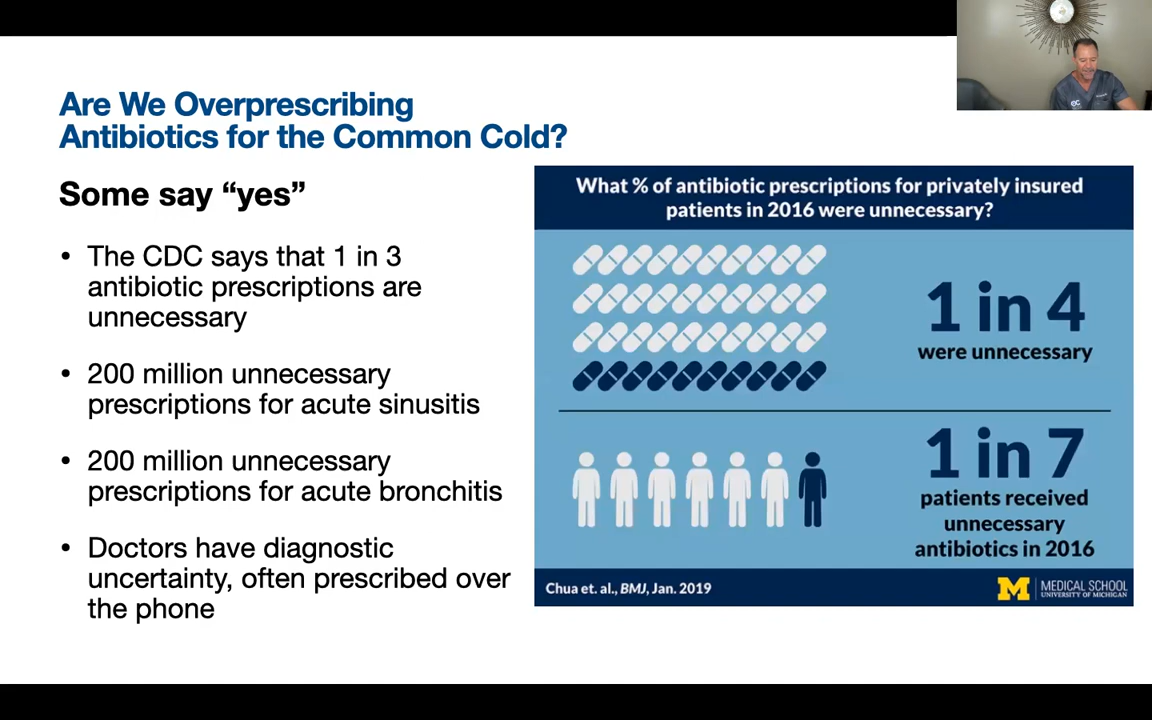 Are We Overprescribing
Antibiotics for the Common Cold?
Some say “yes”
• The CDC says that 1 in 3
antibiotic prescriptions are
unnecessary
• 200 million unnecessary
prescriptions for acute sinusitis
• 200 million unnecessary
prescriptions for acute bronchitis
• Doctors have diagnostic
uncertainty, often prescribed over
the phone
What % of antibiotic prescriptions for privately insured
patients in 2016 were unnecessary?
1 in 4
were unnecessary
1 in 7
patients received
unnecessary
antibiotics in 2016
Chua et. al., BMJ, Jan. 2019
M
MEDICAL SCHOOL
UNIVERSITY OF MICHIGAN
ec